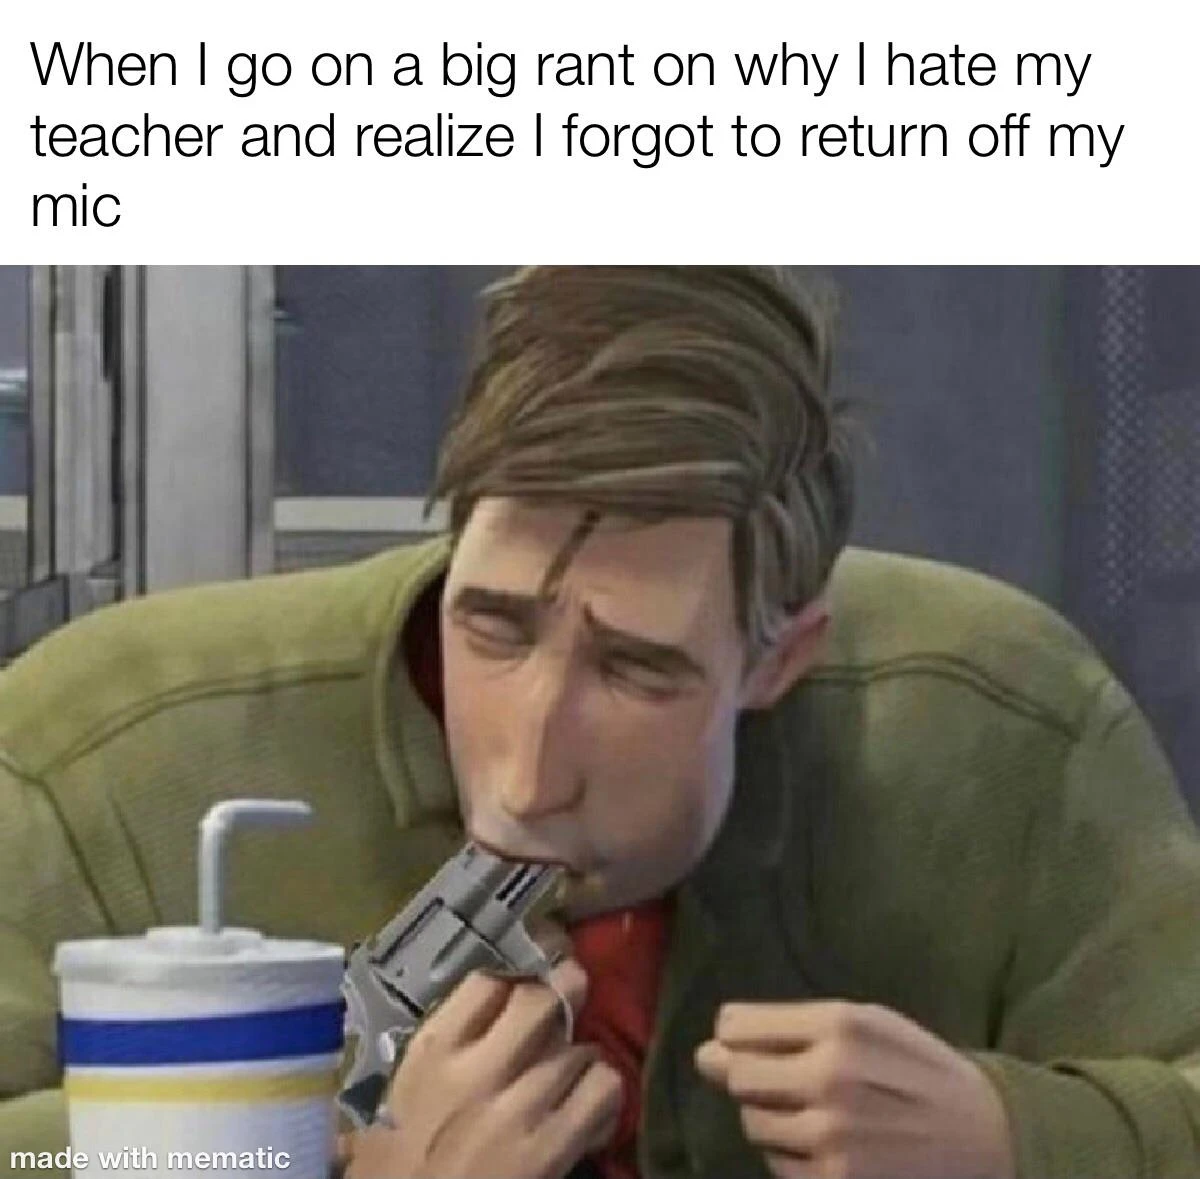 When I go on a big rant on why I hate my
teacher and realize I forgot to return off my
mic
made with mematic